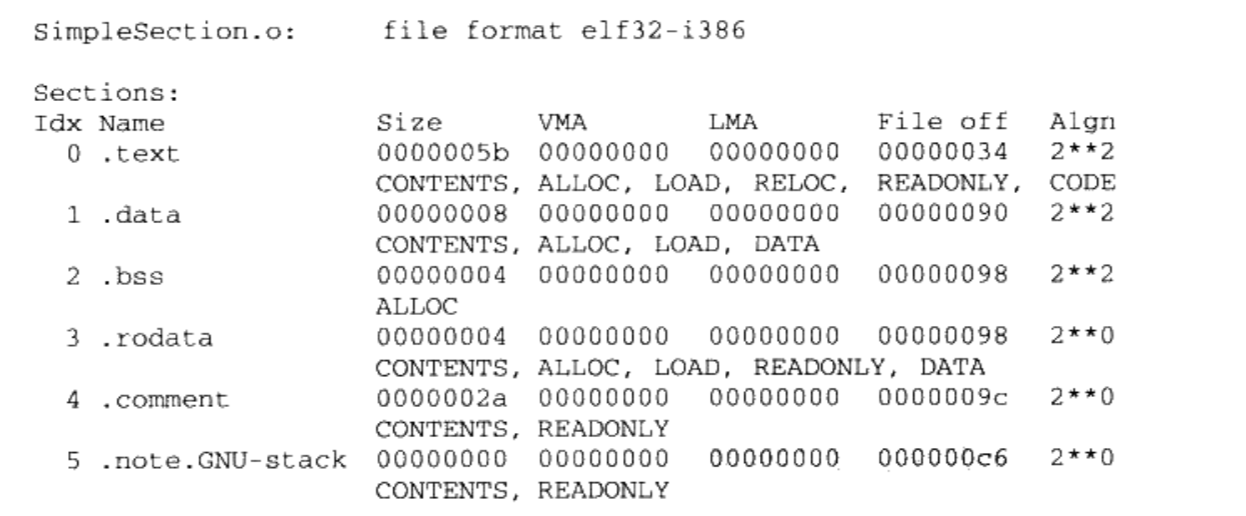 SimpleSection.o:     file format elf32-i386
Sections:
Idx Name              Size      VMA       LMA       File off  Algn
  0 .text             0000005b  00000000  00000000  00000034  2**2
                      CONTENTS, ALLOC, LOAD, RELOC, READONLY, CODE
  1 .data             00000008  00000000  00000000  00000090  2**2
                      CONTENTS, ALLOC, LOAD, DATA
  2 .bss              00000004  00000000  00000000  00000098  2**2
                      ALLOC
  3 .rodata           00000004  00000000  00000000  00000098  2**0
                      CONTENTS, ALLOC, LOAD, READONLY, DATA
  4 .comment          0000002a  00000000  00000000  0000009c  2**0
                      CONTENTS, READONLY
  5 .note.GNU-stack   00000000  00000000  00000000  000000c6  2**0
                      CONTENTS, READONLY